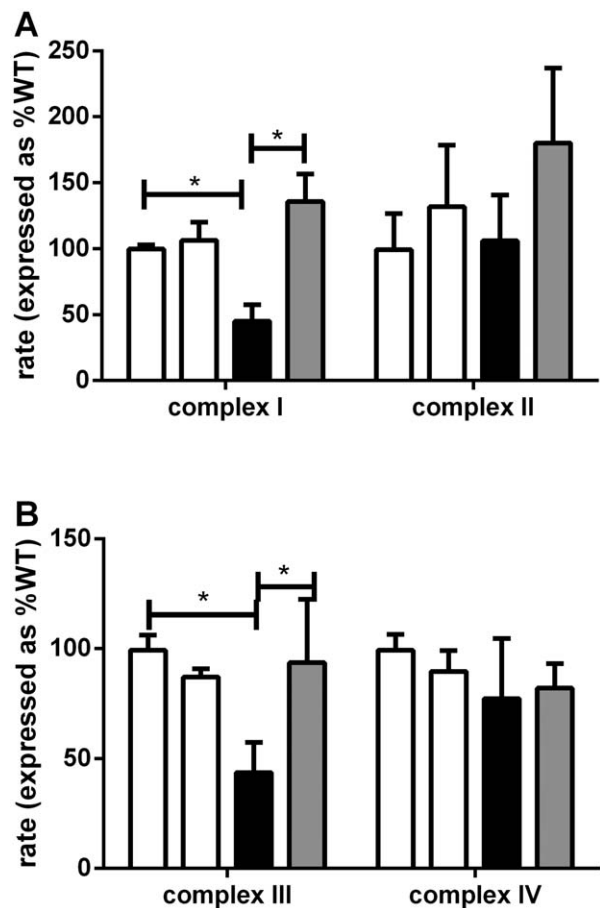 A
rate (expressed as %WT)
250
200
150
100
50
0
*
*
complex I
complex II
B
rate (expressed as %WT)
150
100
50
0
*
*
complex III
complex IV